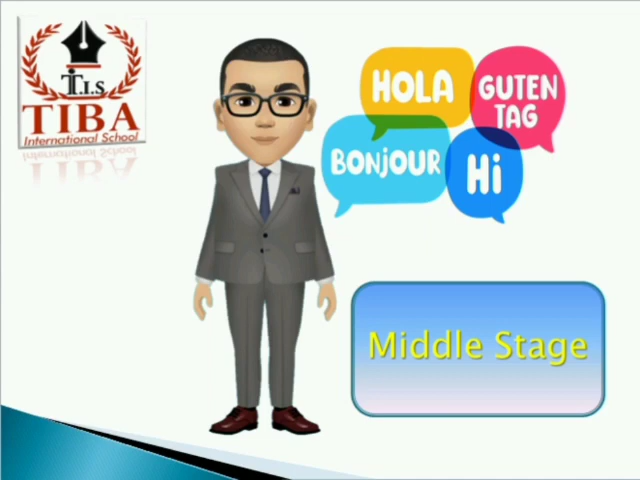 T.I.S
TIBA
International School
HOLA
GUTEN
TAG
BONJOUR
Hi
Middle Stage